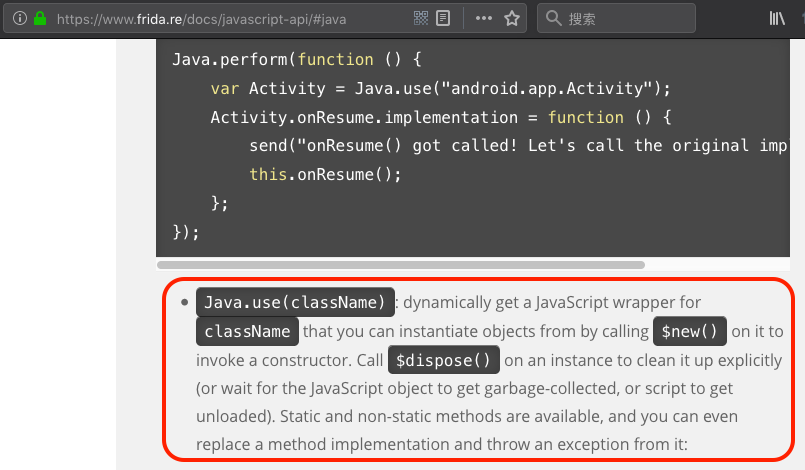 https://www.frida.re/docs/javascript-api/#java
搜索
Java.perform(function () {
    var Activity = Java.use("android.app.Activity");
    Activity.onResume.implementation = function () {
        send("onResume() got called! Let's call the original imp
        this.onResume();
    };
});
• Java.use(className): dynamically get a JavaScript wrapper for
className that you can instantiate objects from by calling $new() on it to
invoke a constructor. Call $dispose() on an instance to clean it up explicitly
(or wait for the JavaScript object to get garbage-collected, or script to get
unloaded). Static and non-static methods are available, and you can even
replace a method implementation and throw an exception from it: